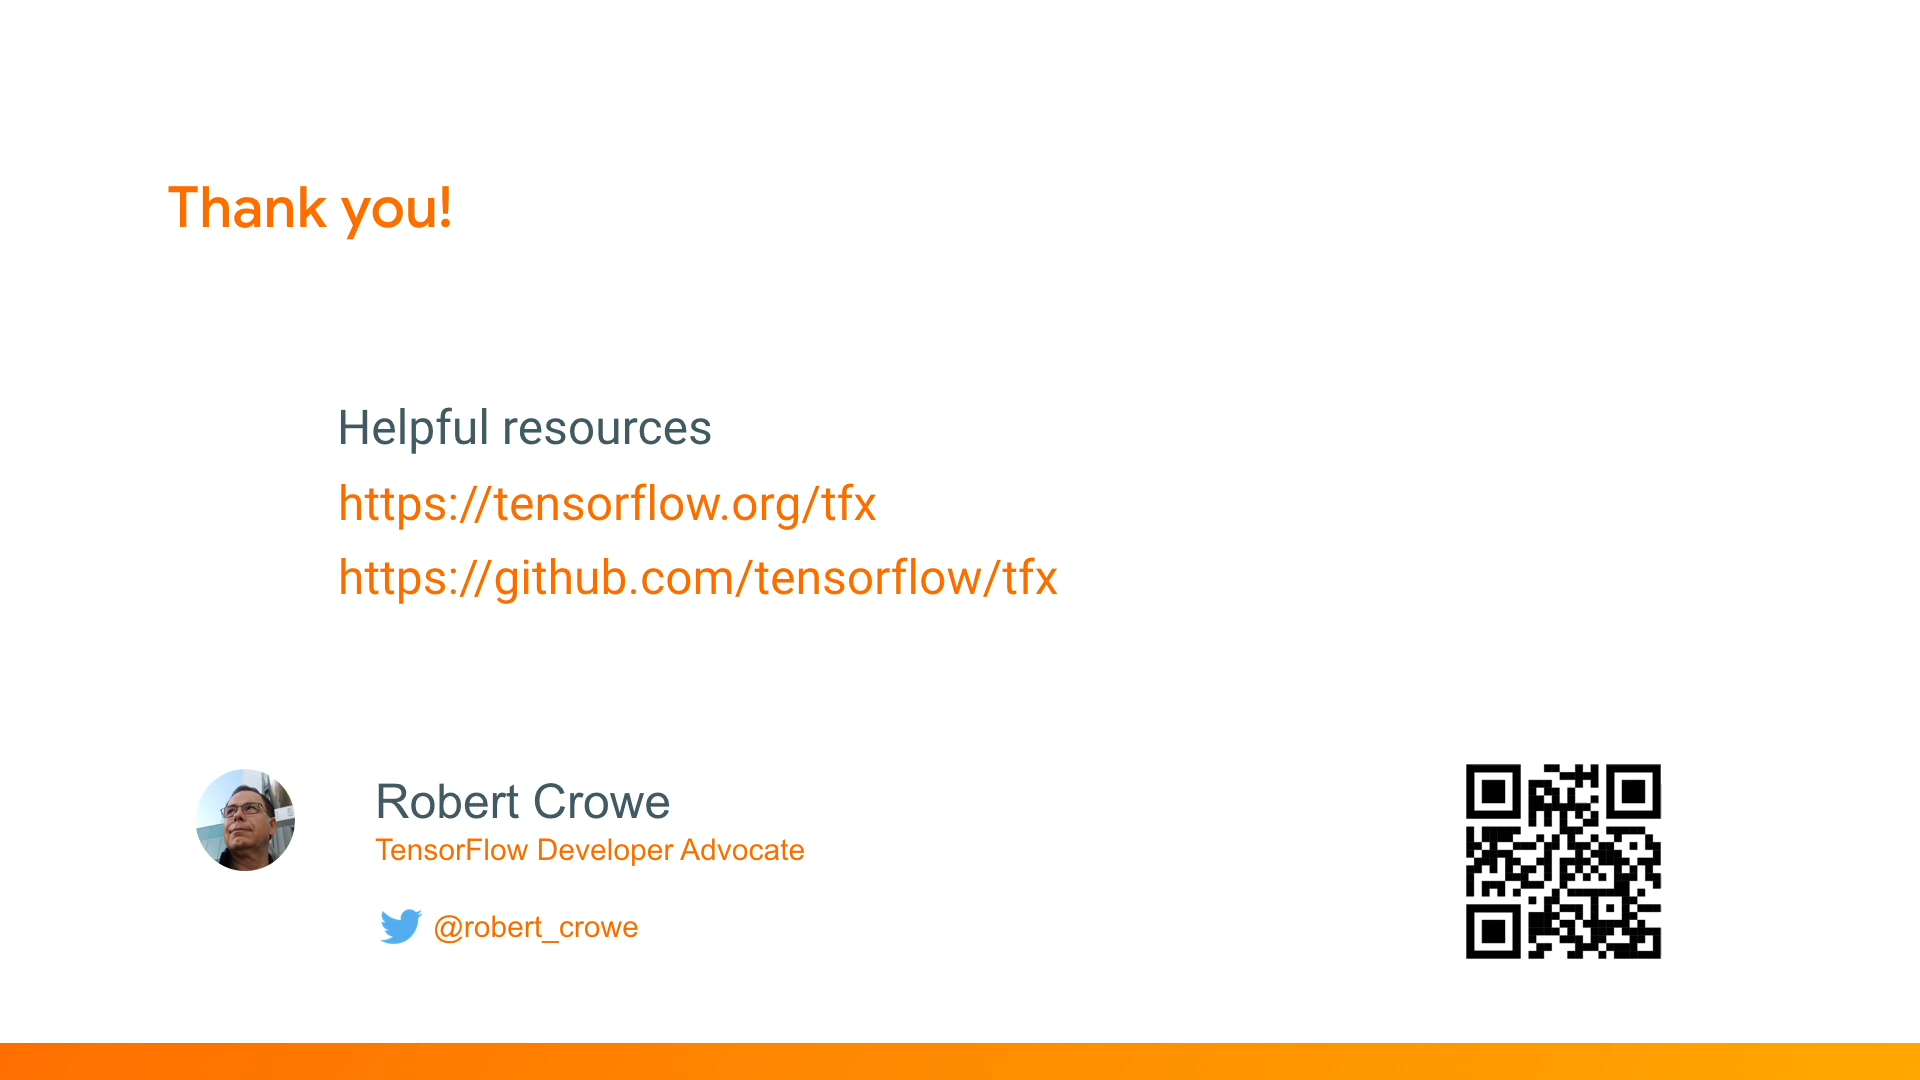 Thank you!
Helpful resources
https://tensorflow.org/tfx
https://github.com/tensorflow/tfx
Robert Crowe
TensorFlow Developer Advocate
@robert_crowe